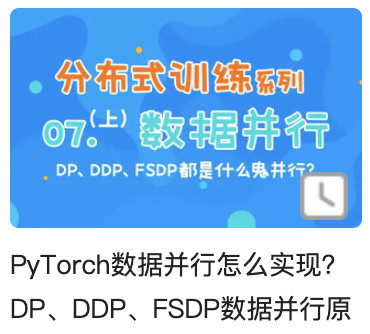 分布式训练系列
07.(上)数据并行
DP、DDP、FSDP都是什么鬼并行?
PyTorch数据并行怎么实现?
DP、DDP、FSDP数据并行原